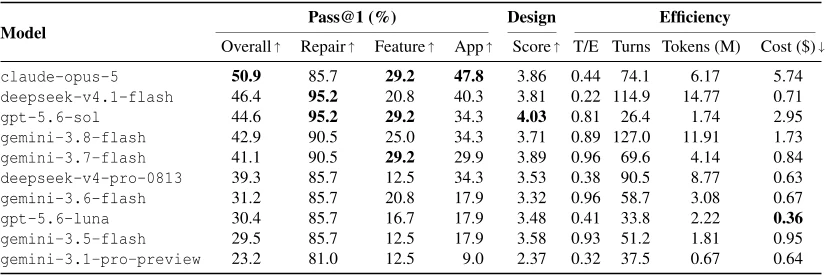 Model Pass@1 (%) Design Efficiency
Overall↑ Repair↑ Feature↑ App↑ Score↑ T/E Turns Tokens (M) Cost ($)↓
claude-opus-5 50.9 85.7 29.2 47.8 3.86 0.44 74.1 6.17 5.74
deepseek-v4.1-flash 46.4 95.2 20.8 40.3 3.81 0.22 114.9 14.77 0.71
gpt-5.6-sol 44.6 95.2 29.2 34.3 4.03 0.81 26.4 1.74 2.95
gemini-3.8-flash 42.9 90.5 25.0 34.3 3.71 0.89 127.0 11.91 1.73
gemini-3.7-flash 41.1 90.5 29.2 29.9 3.89 0.96 69.6 4.14 0.84
deepseek-v4-pro-0813 39.3 85.7 12.5 34.3 3.53 0.38 90.5 8.77 0.63
gemini-3.6-flash 31.2 85.7 20.8 17.9 3.32 0.96 58.7 3.08 0.67
gpt-5.6-luna 30.4 85.7 16.7 17.9 3.48 0.41 33.8 2.22 0.36
gemini-3.5-flash 29.5 85.7 12.5 17.9 3.58 0.93 51.2 1.81 0.95
gemini-3.1-pro-preview 23.2 81.0 12.5 9.0 2.37 0.32 37.5 0.67 0.64